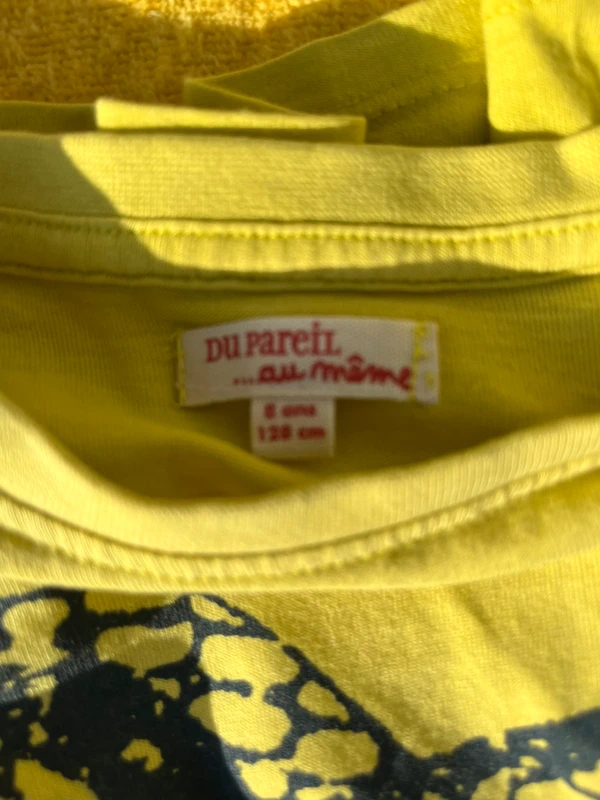 DU PareiL
...au même
8 ans
128 cm